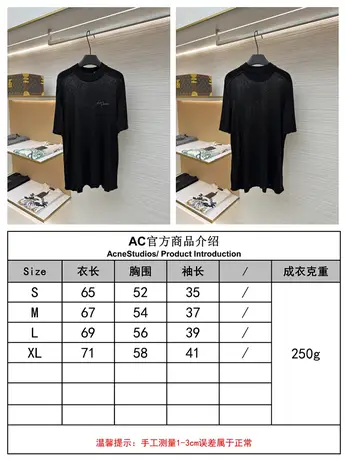 AC官方商品介绍
AcneStudios/ Product Introduction
Size 衣长 胸围 袖长 / 成衣克重
S 65 52 35 /
M 67 54 37 /
L 69 56 39 /
XL 71 58 41 /
250g
温馨提示：手工测量1-3cm误差属于正常